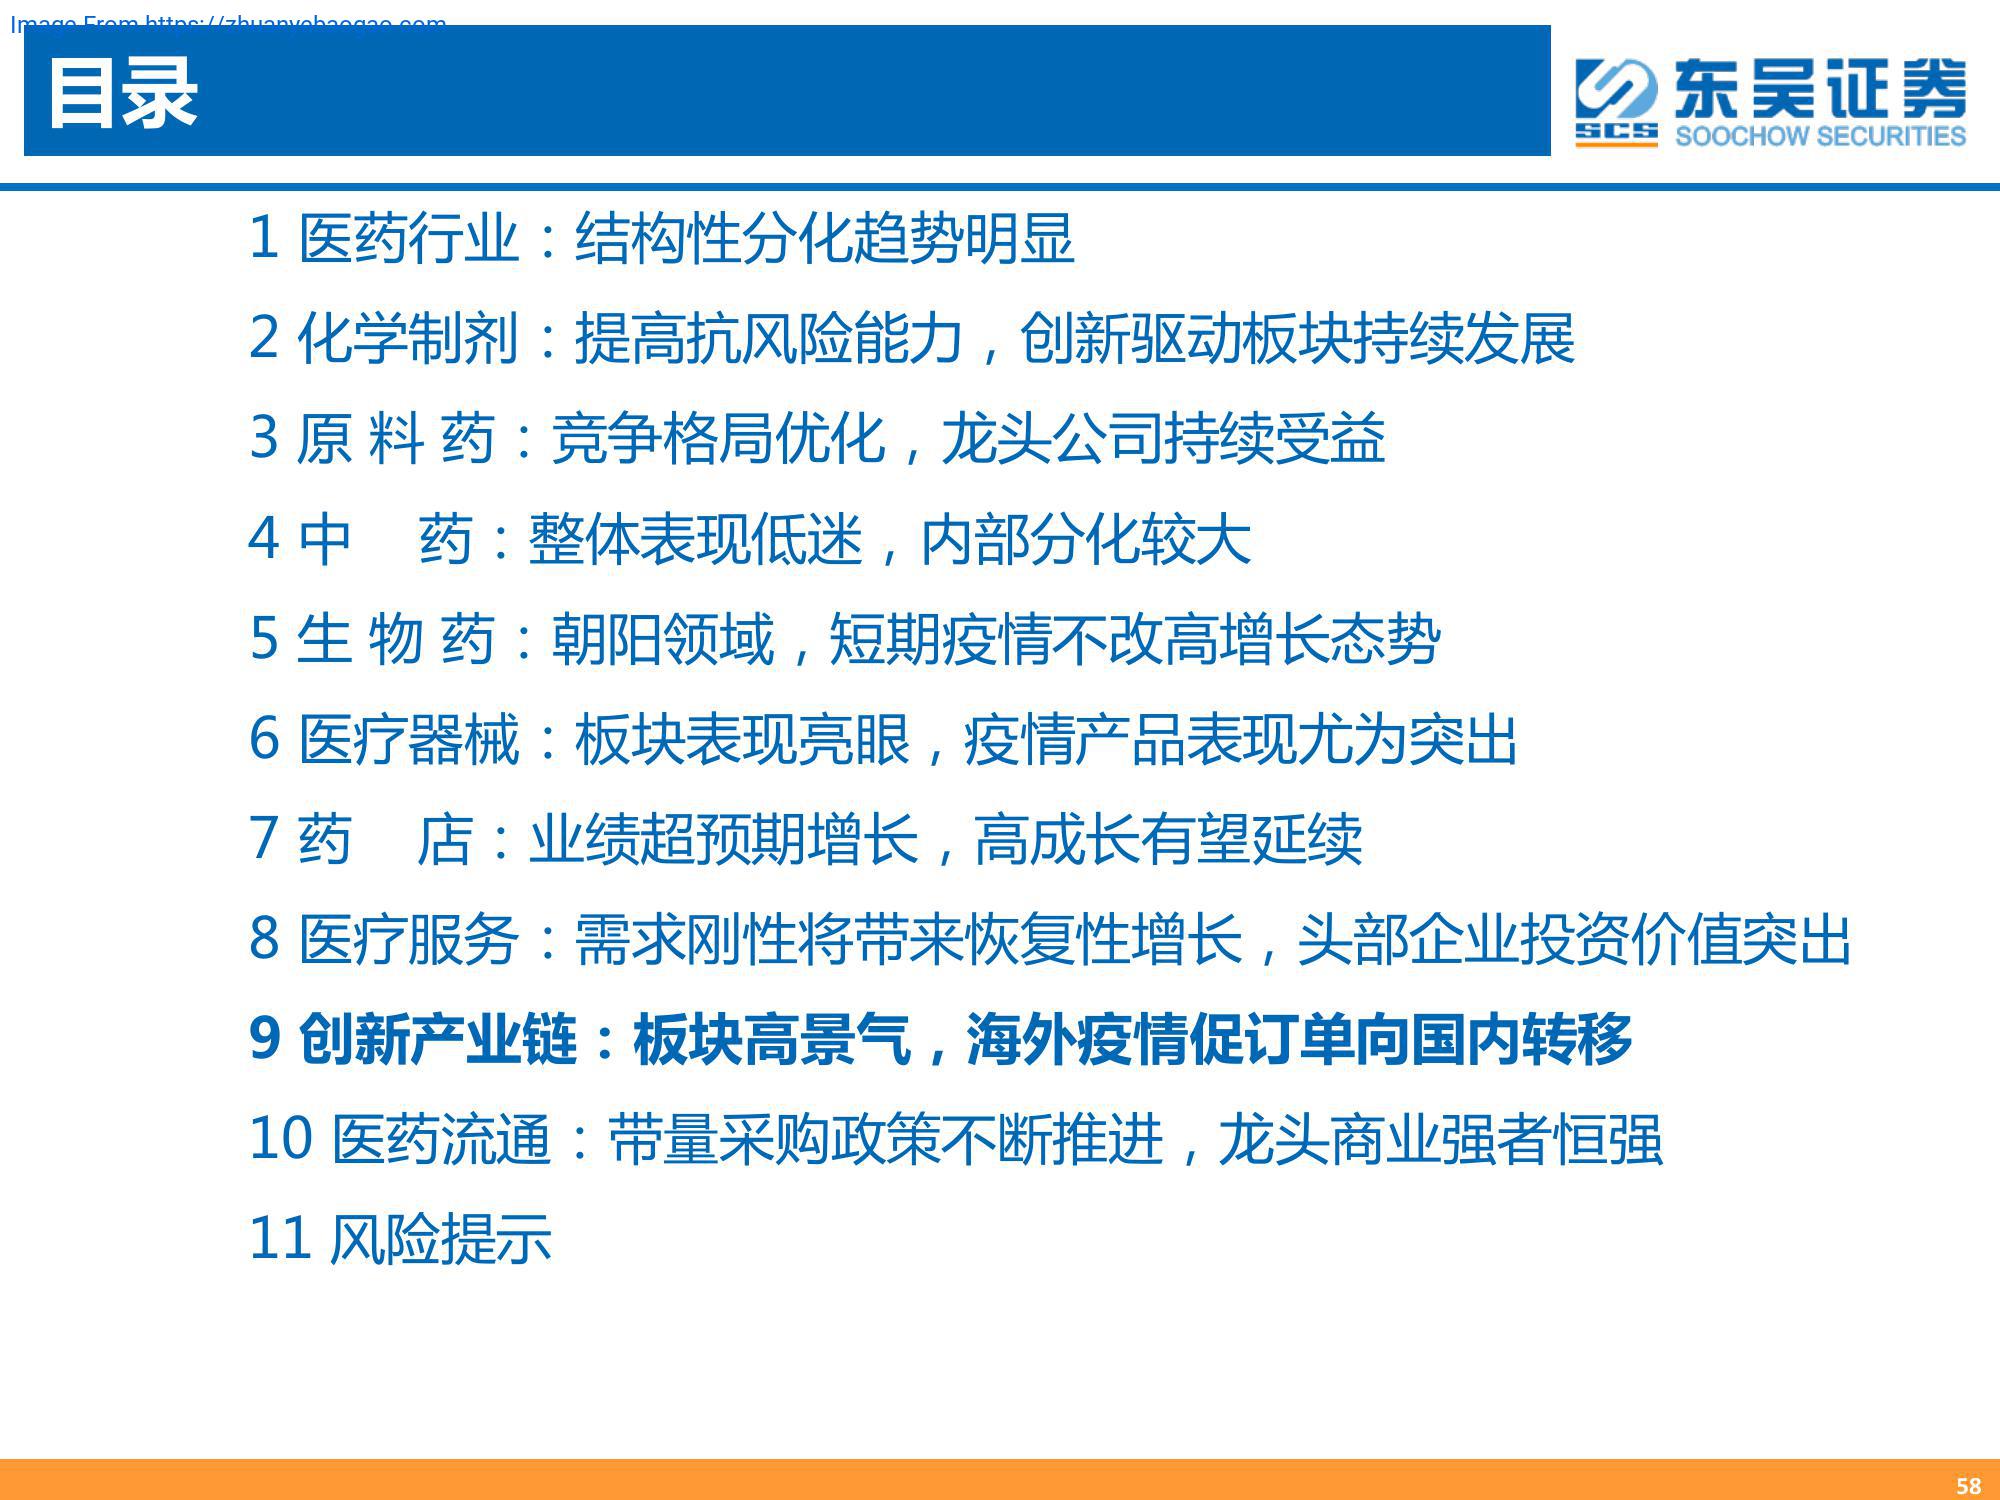 Image From https://zhuanyebaogao.com
目录
东吴证券
SCS
SOOCHOW SECURITIES
1 医药行业：结构性分化趋势明显
2 化学制剂：提高抗风险能力，创新驱动板块持续发展
3 原 料 药：竞争格局优化，龙头公司持续受益
4 中　药：整体表现低迷，内部分化较大
5 生 物 药：朝阳领域，短期疫情不改高增长态势
6 医疗器械：板块表现亮眼，疫情产品表现尤为突出
7 药　店：业绩超预期增长，高成长有望延续
8 医疗服务：需求刚性将带来恢复性增长，头部企业投资价值突出
9 创新产业链：板块高景气，海外疫情促订单向国内转移
10 医药流通：带量采购政策不断推进，龙头商业强者恒强
11 风险提示
58